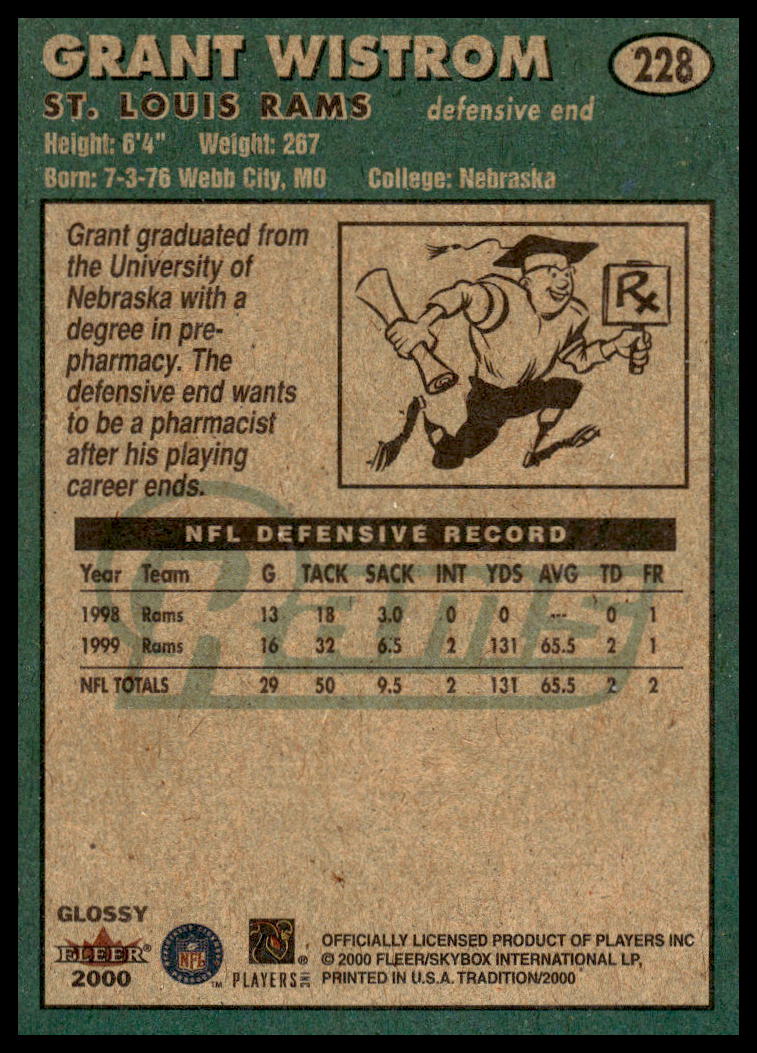 GRANT WISTROM 228
ST. LOUIS RAMS defensive end
Height: 6'4" Weight: 267
Born: 7-3-76 Webb City, MO College: Nebraska
Grant graduated from
the University of
Nebraska with a
degree in pre-
pharmacy. The
defensive end wants
to be a pharmacist
after his playing
career ends.
Rx
NFL DEFENSIVE RECORD
Year Team G TACK SACK INT YDS AVG TD FR
1998 Rams 13 18 3.0 0 0 --- 0 1
1999 Rams 16 32 6.5 2 131 65.5 2 1
NFL TOTALS 29 50 9.5 2 131 65.5 2 2
GLOSSY
FLEER®
2000
NFL
™
PLAYERS INC
®
OFFICIALLY LICENSED PRODUCT OF PLAYERS INC
© 2000 FLEER/SKYBOX INTERNATIONAL LP,
PRINTED IN U.S.A. TRADITION/2000